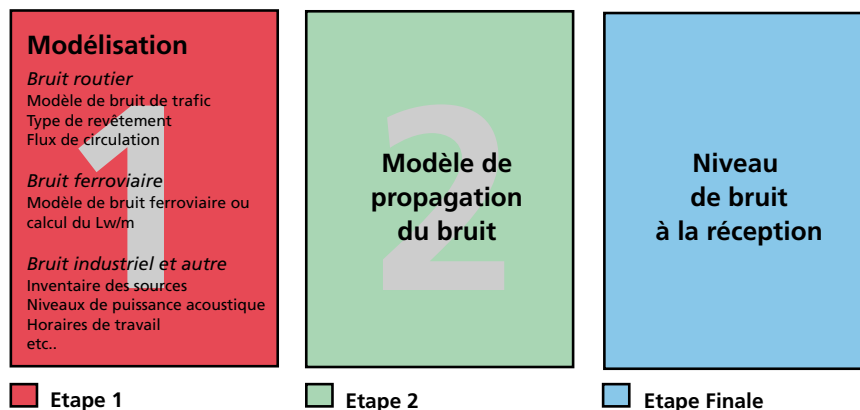 Modélisation
Bruit routier
Modèle de bruit de trafic
Type de revêtement
Flux de circulation
Bruit ferroviaire
Modèle de bruit ferroviaire ou
calcul du Lw/m
Bruit industriel et autre
Inventaire des sources
Niveaux de puissance acoustique
Horaires de travail
etc..
1
Modèle de
propagation
du bruit
2
Niveau
de bruit
à la réception
Etape 1
Etape 2
Etape Finale